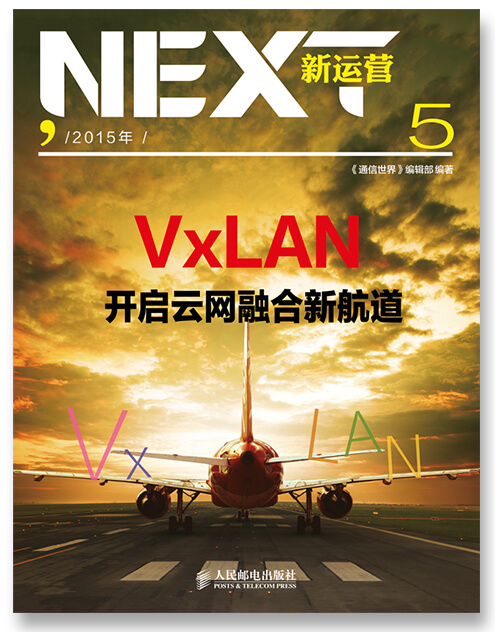 NEXT
新运营
,/2015年/
5
《通信世界》编辑部 编著
VxLAN
开启云网融合新航道
VxLAN
人民邮电出版社
POSTS & TELECOM PRESS